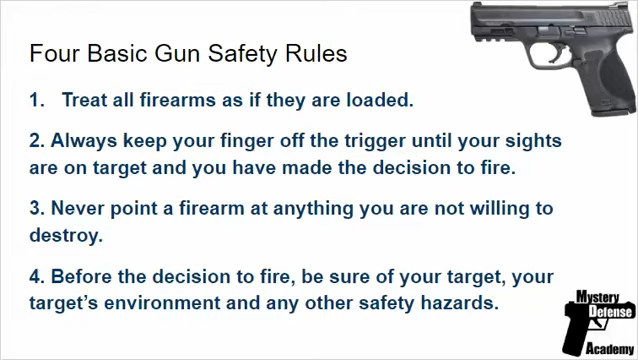 Four Basic Gun Safety Rules
1. Treat all firearms as if they are loaded.
2. Always keep your finger off the trigger until your sights
are on target and you have made the decision to fire.
3. Never point a firearm at anything you are not willing to
destroy.
4. Before the decision to fire, be sure of your target, your
target's environment and any other safety hazards.
Mystery
Defense
Academy